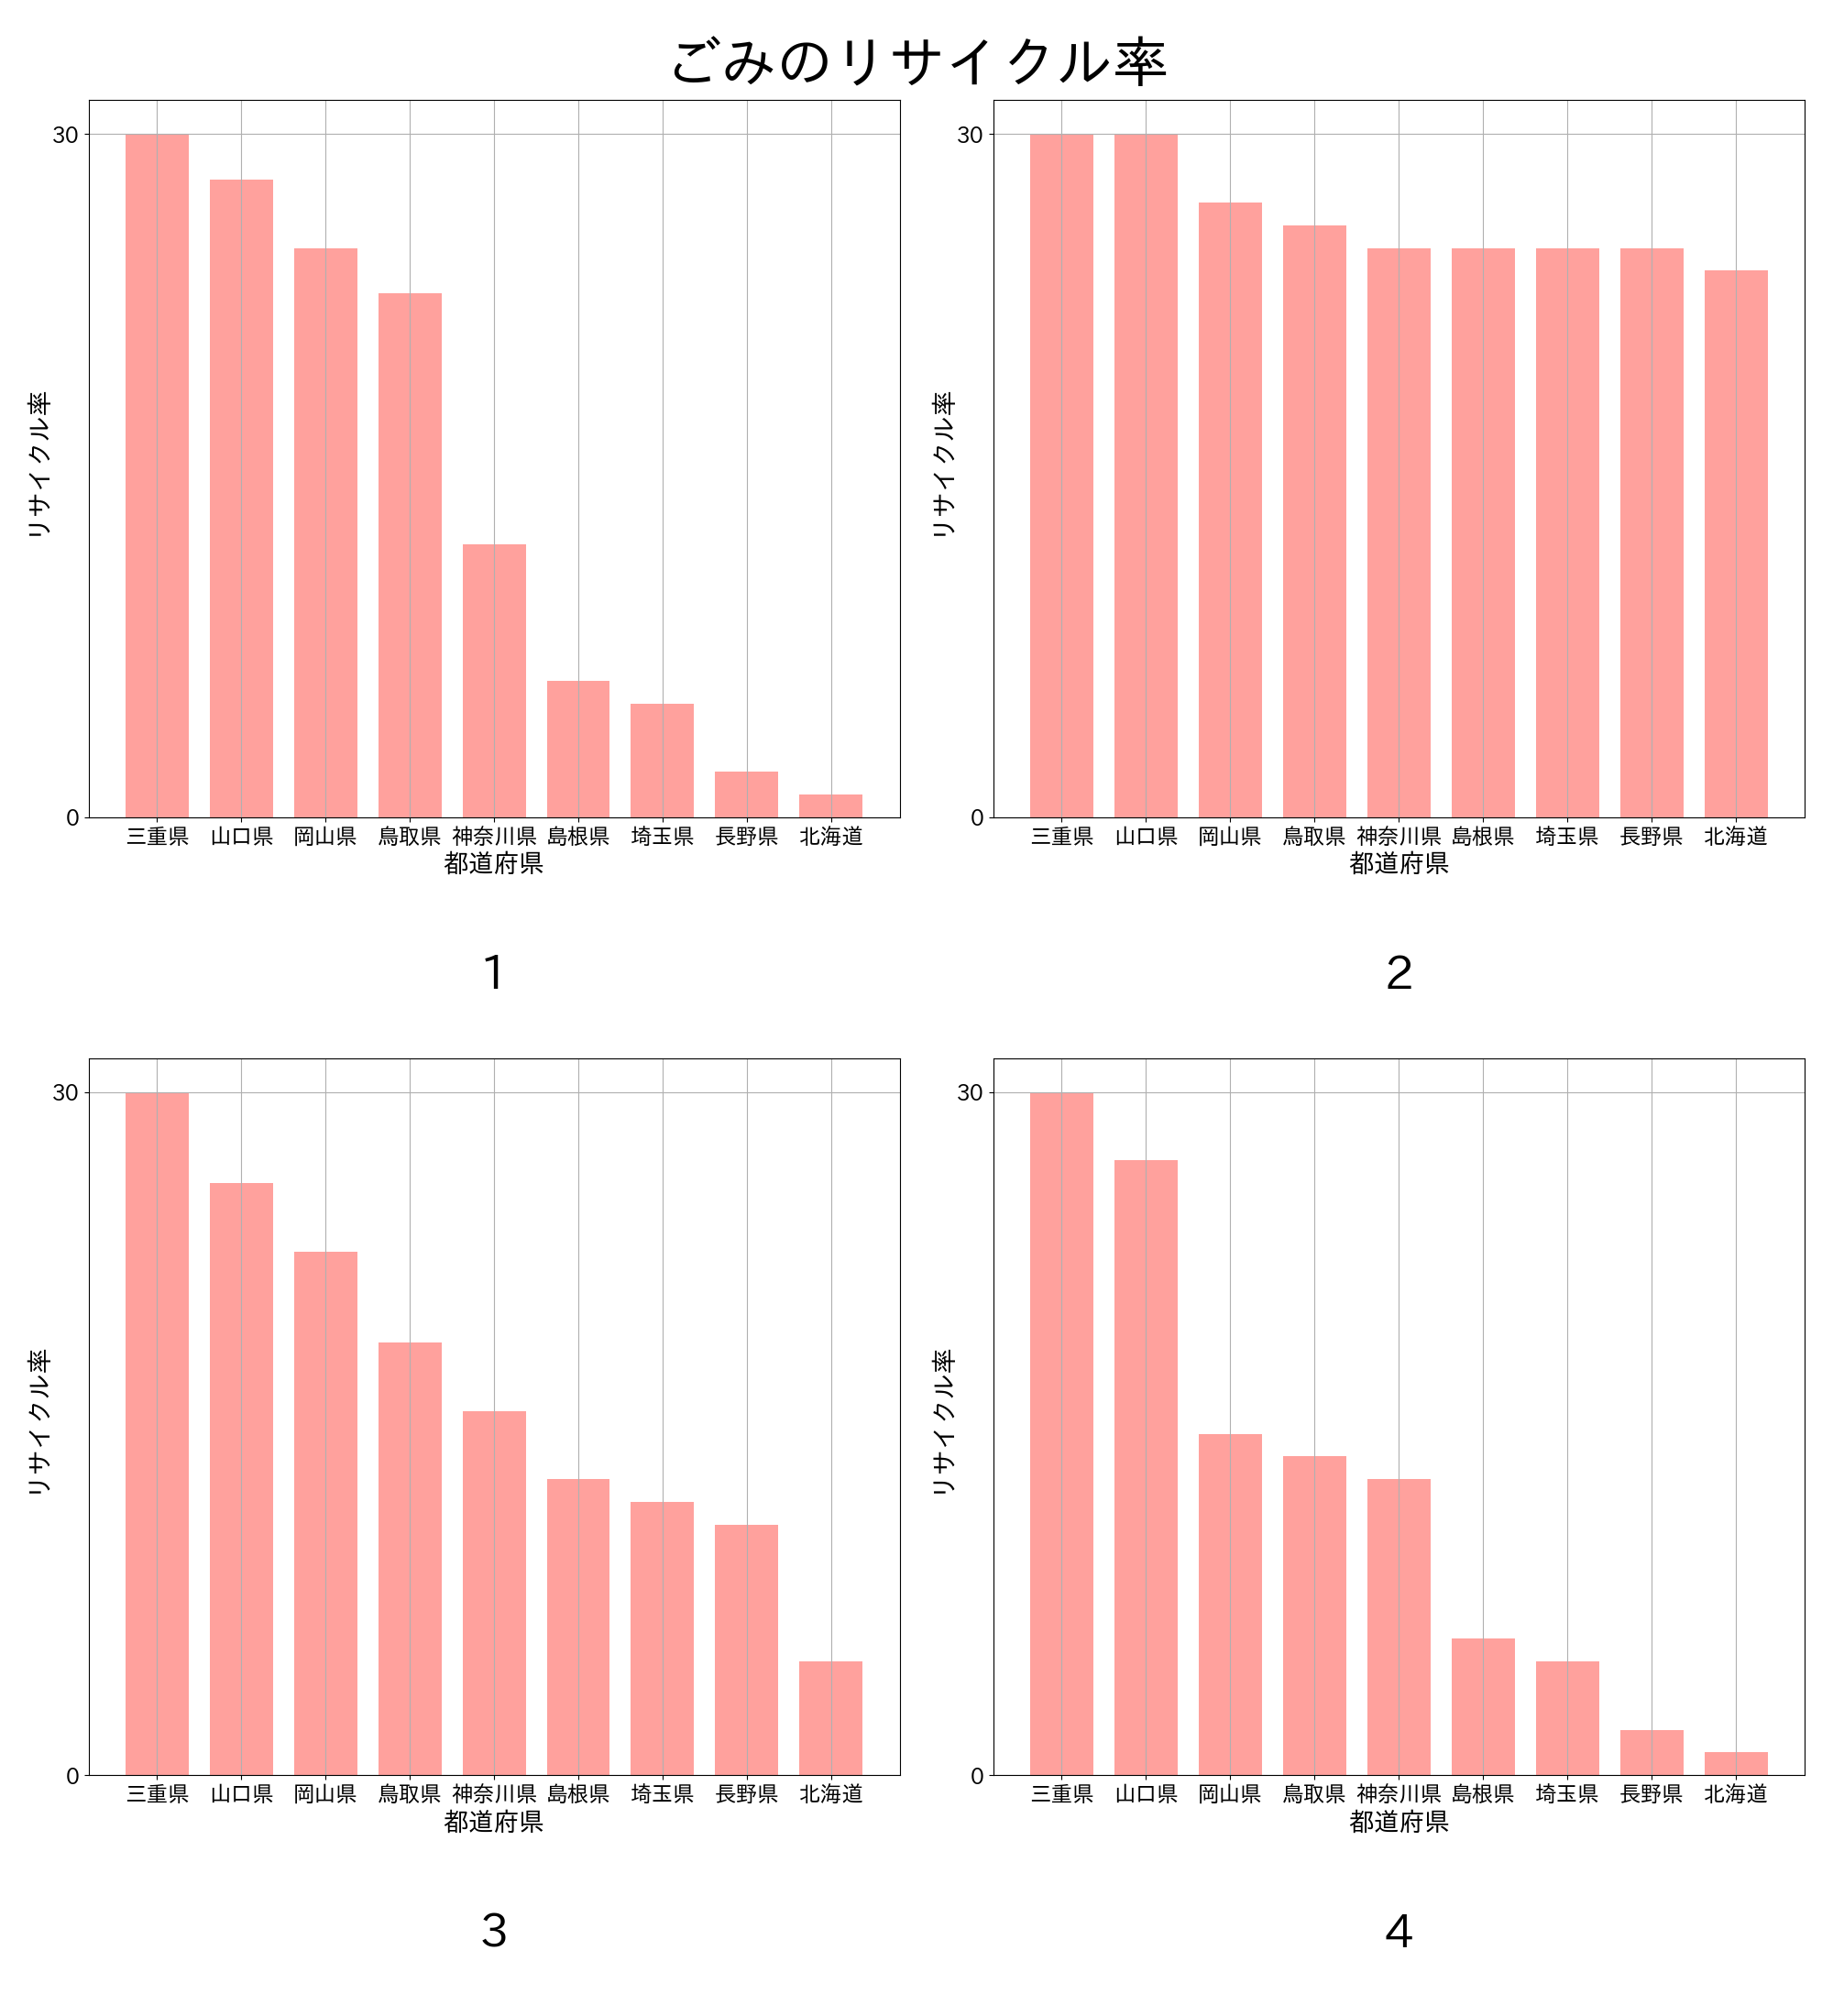 ごみのリサイクル率
30
0
リサイクル率
三重県 山口県 岡山県 鳥取県 神奈川県 島根県 埼玉県 長野県 北海道
都道府県
1
30
0
リサイクル率
三重県 山口県 岡山県 鳥取県 神奈川県 島根県 埼玉県 長野県 北海道
都道府県
2
30
0
リサイクル率
三重県 山口県 岡山県 鳥取県 神奈川県 島根県 埼玉県 長野県 北海道
都道府県
3
30
0
リサイクル率
三重県 山口県 岡山県 鳥取県 神奈川県 島根県 埼玉県 長野県 北海道
都道府県
4